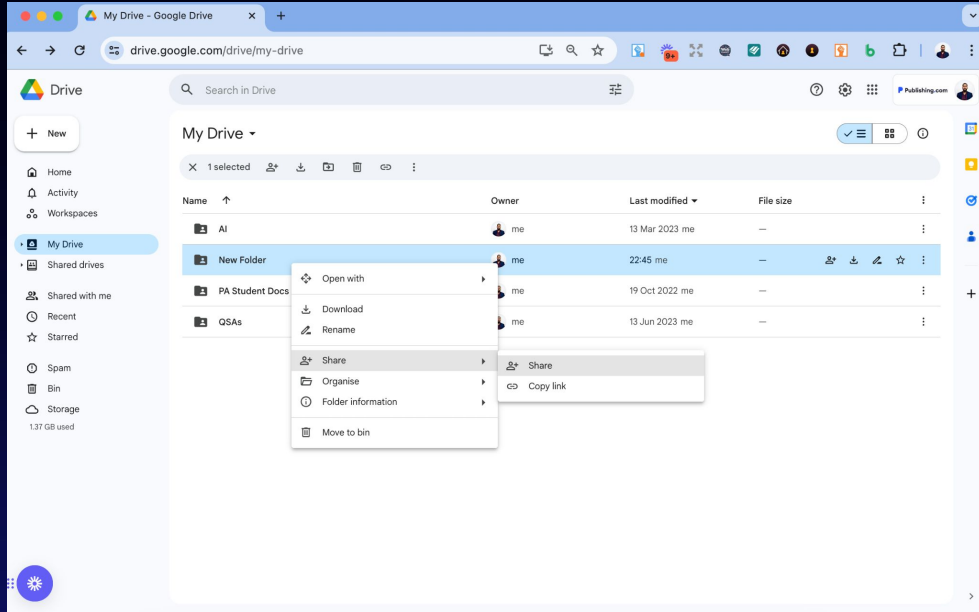 My Drive - Google Drive
drive.google.com/drive/my-drive
9+
Drive
Search in Drive
Publishing.com
New
My Drive
31
Home
1 selected
Activity
Name Owner Last modified File size
Workspaces
AI me 13 Mar 2023 me —
My Drive
New Folder me 22:45 me —
Shared drives
Open with
PA Student Docs me 19 Oct 2022 me —
Shared with me
Download
Recent
QSAs me 13 Jun 2023 me —
Rename
Starred
Share
Share
Spam
Organise
Copy link
Bin
Folder information
Storage
1.37 GB used
Move to bin